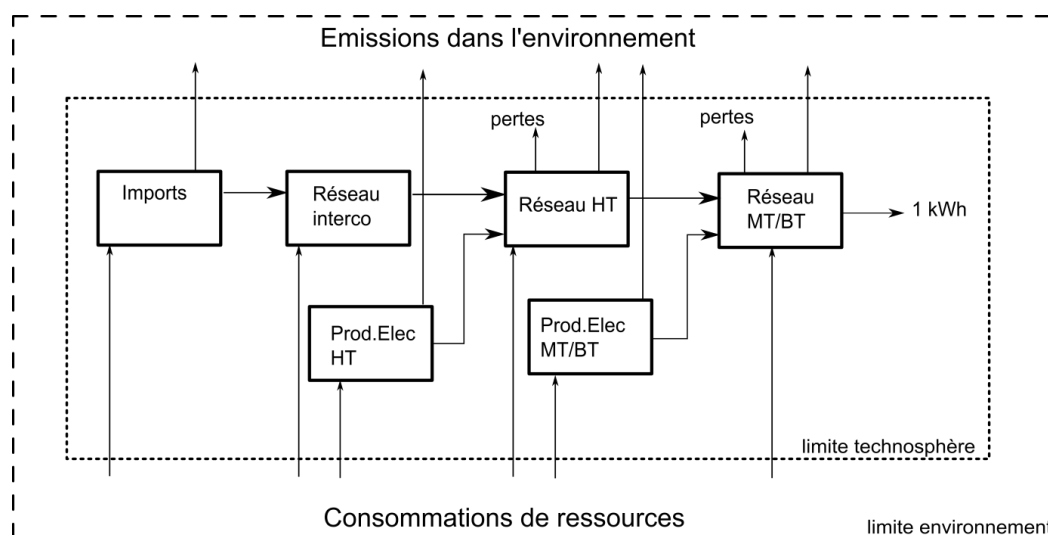 Emissions dans l'environnement
pertes
pertes
Imports
Réseau
interco
Réseau HT
Réseau
MT/BT
1 kWh
Prod.Elec
HT
Prod.Elec
MT/BT
limite technosphère
Consommations de ressources
limite environnement